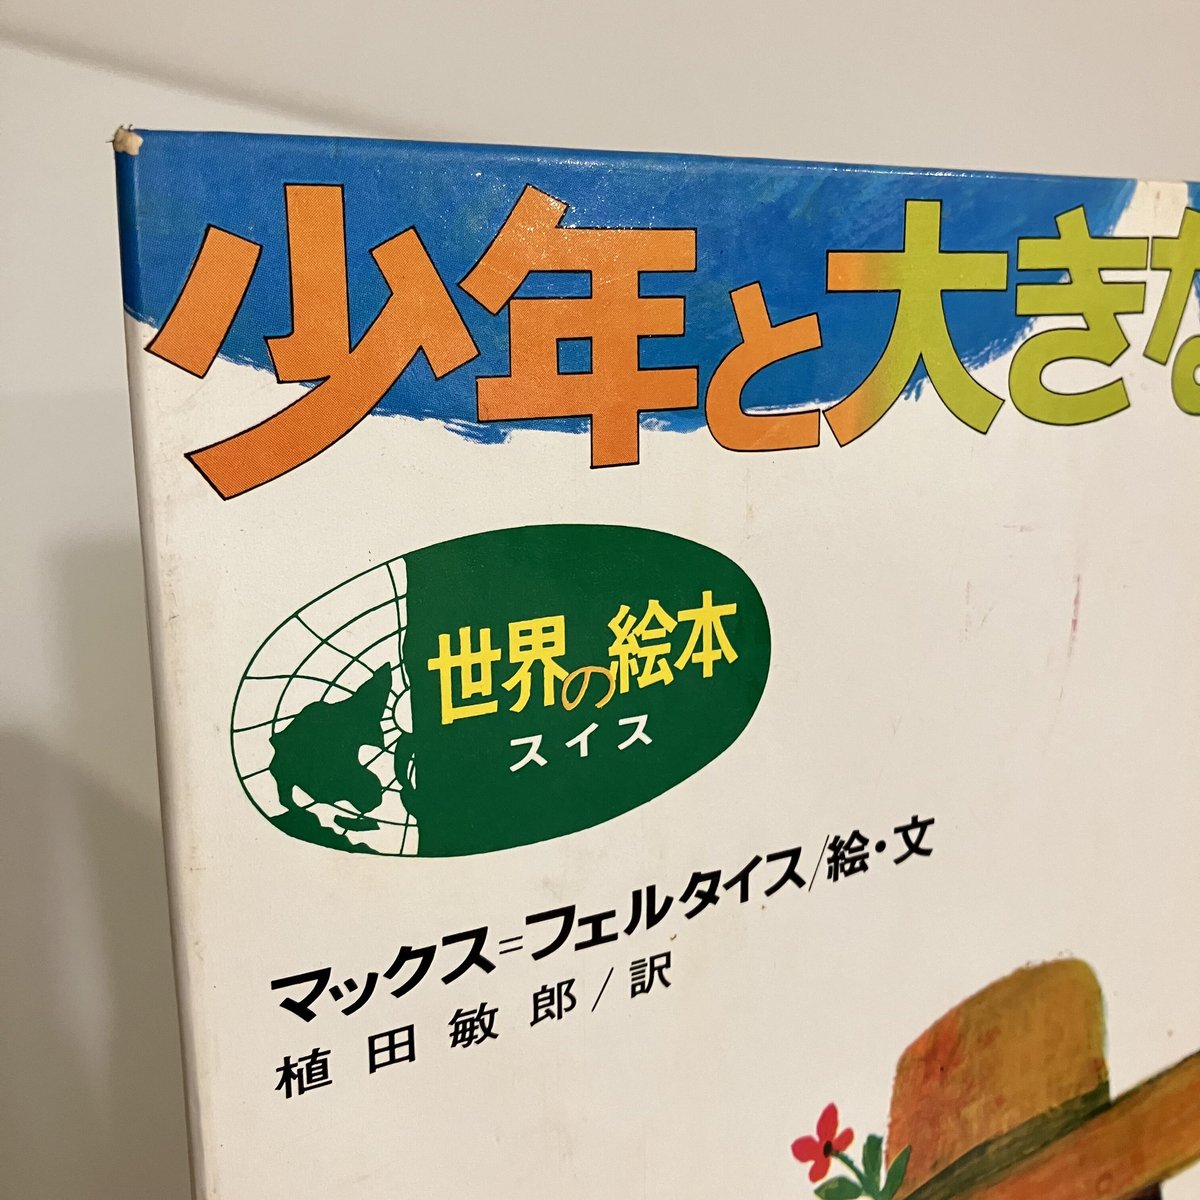 少年と大きな
世界の絵本
スイス
マックス=フェルタイス/絵・文
植田敏郎/訳